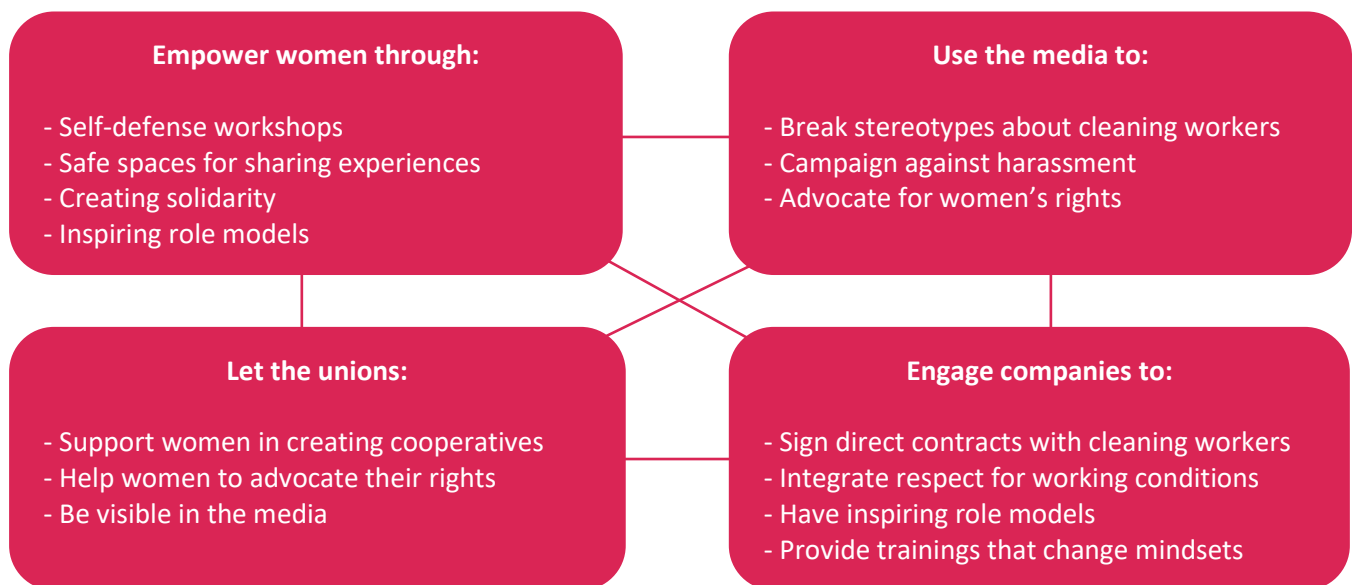 Empower women through:
- Self-defense workshops
- Safe spaces for sharing experiences
- Creating solidarity
- Inspiring role models
Use the media to:
- Break stereotypes about cleaning workers
- Campaign against harassment
- Advocate for women’s rights
Let the unions:
- Support women in creating cooperatives
- Help women to advocate their rights
- Be visible in the media
Engage companies to:
- Sign direct contracts with cleaning workers
- Integrate respect for working conditions
- Have inspiring role models
- Provide trainings that change mindsets